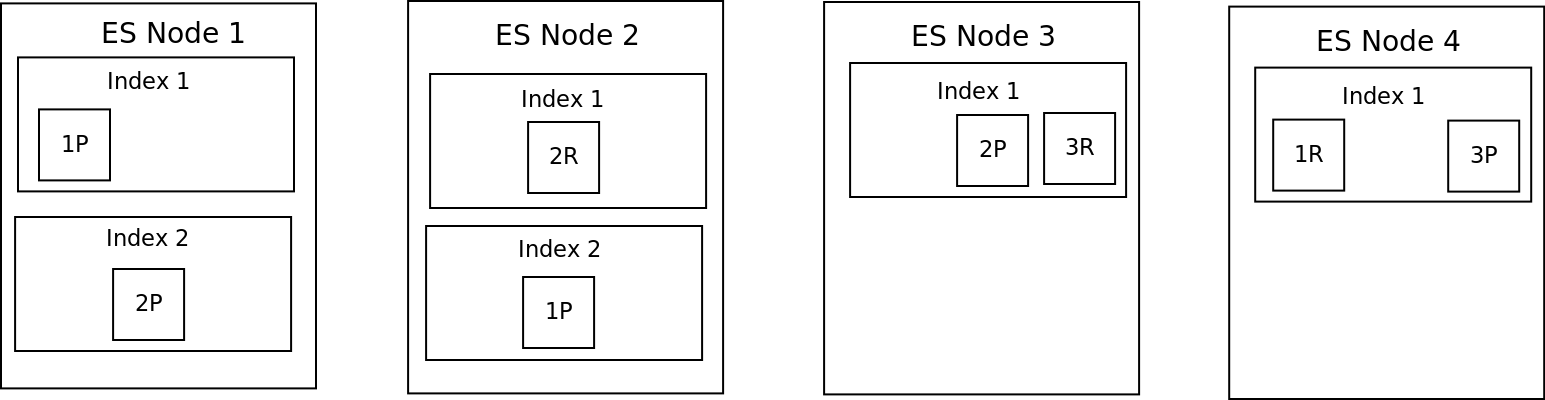 ES Node 1
Index 1
1P
Index 2
2P
ES Node 2
Index 1
2R
Index 2
1P
ES Node 3
Index 1
2P
3R
ES Node 4
Index 1
1R
3P